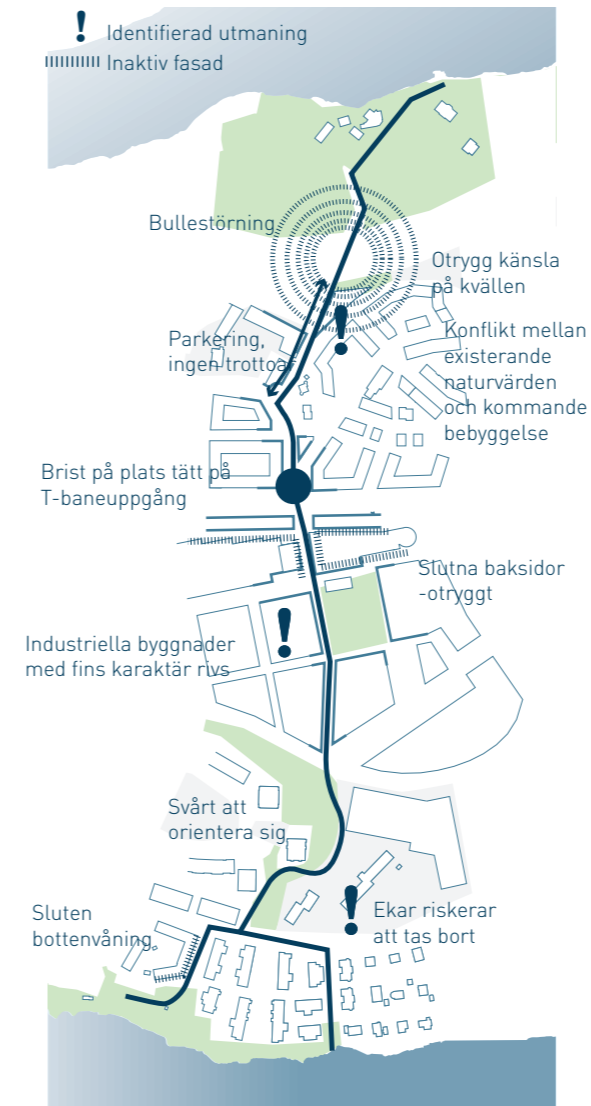 Identifierad utmaning
Inaktiv fasad
Bullestörning
Otrygg känsla
på kvällen
Parkering,
ingen trottoar
Konflikt mellan
existerande
naturvärden
och kommande
bebyggelse
Brist på plats tätt på
T-baneuppgång
Slutna baksidor
-otryggt
Industriella byggnader
med fins karaktär rivs
Svårt att
orientera sig
Sluten
bottenvåning
Ekar riskerar
att tas bort